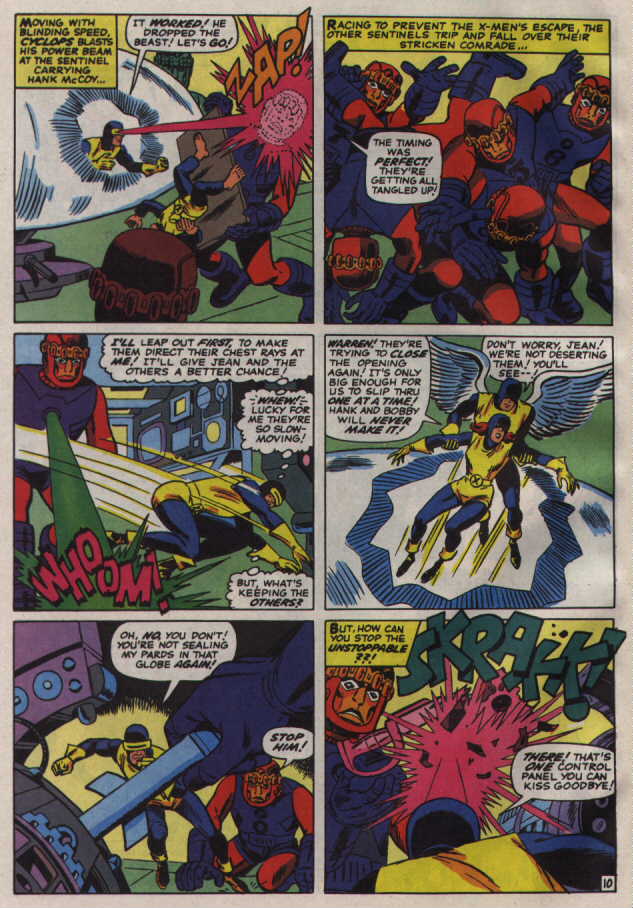 MOVING WITH
BLINDING SPEED,
CYCLOPS BLASTS
HIS POWER BEAM
AT THE SENTINEL
CARRYING
HANK McCOY...
IT WORKED! HE
DROPPED THE
BEAST! LET'S GO!
ZAP!
RACING TO PREVENT THE X-MEN'S ESCAPE, THE
OTHER SENTINELS TRIP AND FALL OVER THEIR
STRICKEN COMRADE...
THE TIMING
WAS
PERFECT!
THEY'RE
GETTING ALL
TANGLED UP!
I'LL LEAP OUT FIRST, TO MAKE
THEM DIRECT THEIR CHEST RAYS AT
ME! IT'LL GIVE JEAN AND THE
OTHERS A BETTER CHANCE!
--WHEW!--
LUCKY FOR
ME THEY'RE
SO SLOW-
MOVING!
WHOOM!
BUT, WHAT'S
KEEPING THE
OTHERS?
WARREN! THEY'RE
TRYING TO CLOSE
THE OPENING
AGAIN! IT'S ONLY
BIG ENOUGH FOR
US TO SLIP THRU
ONE AT A TIME!
HANK AND BOBBY
WILL NEVER
MAKE IT!
DON'T WORRY, JEAN!
WE'RE NOT DESERTING
THEM! YOU'LL
SEE--!
OH, NO, YOU DON'T!
YOU'RE NOT SEALING
MY PARDS IN THAT
GLOBE AGAIN!
STOP
HIM!
BUT, HOW CAN
YOU STOP THE
UNSTOPPABLE
??!
SKRAKK!
THERE! THAT'S
ONE CONTROL
PANEL YOU CAN
KISS GOODBYE!
10